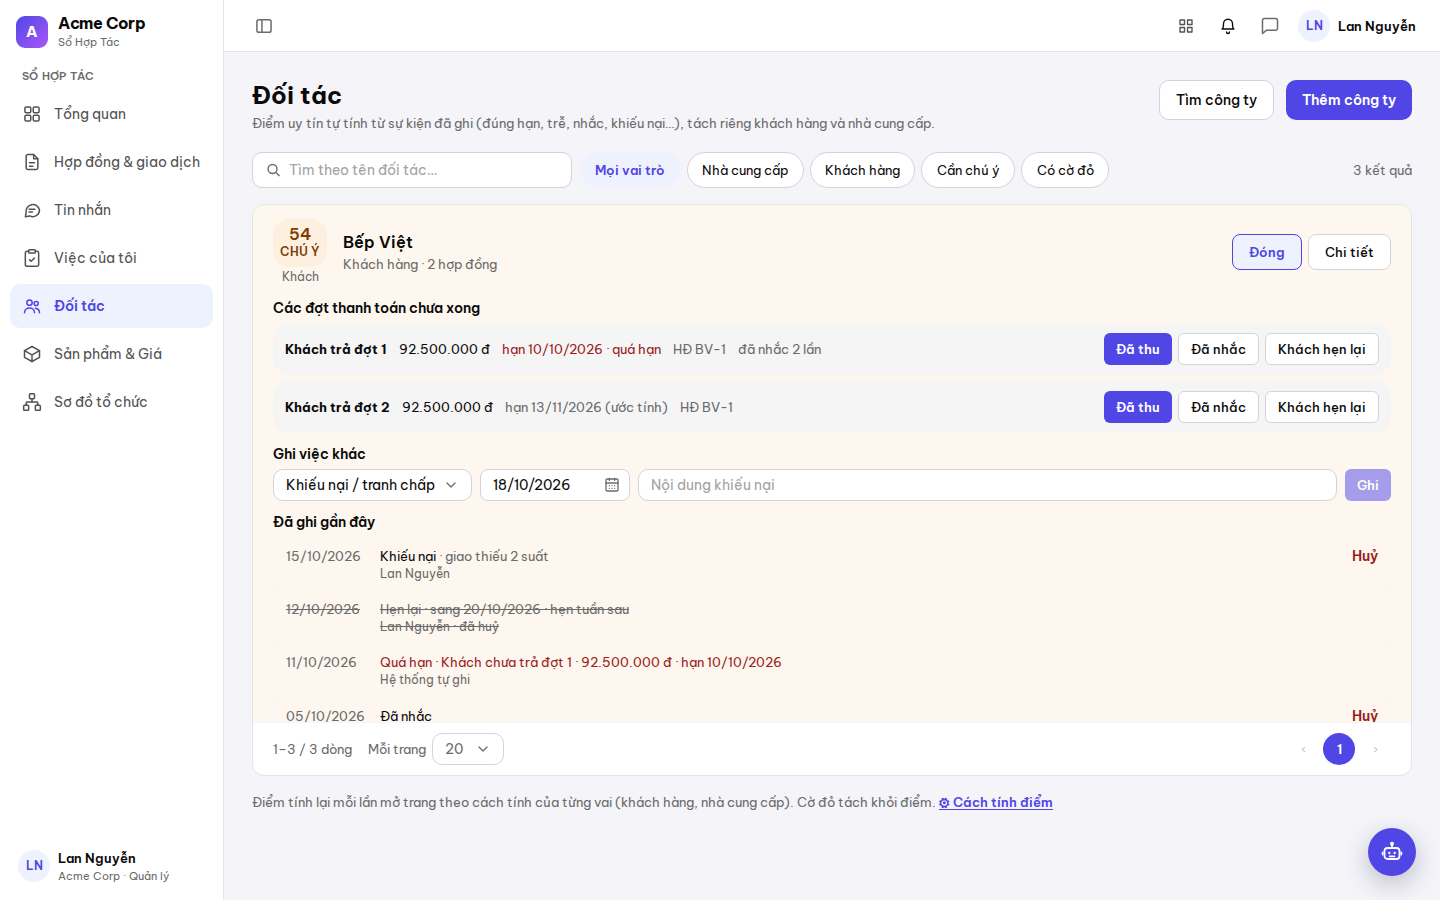 A
Acme Corp
Sổ Hợp Tác
SỔ HỢP TÁC
Tổng quan
Hợp đồng & giao dịch
Tin nhắn
Việc của tôi
Đối tác
Sản phẩm & Giá
Sơ đồ tổ chức
LN
Lan Nguyễn
Acme Corp · Quản lý
LN Lan Nguyễn
Đối tác
Điểm uy tín tự tính từ sự kiện đã ghi (đúng hạn, trễ, nhắc, khiếu nại...), tách riêng khách hàng và nhà cung cấp.
Tìm công ty Thêm công ty
Tìm theo tên đối tác... Mọi vai trò Nhà cung cấp Khách hàng Cần chú ý Có cờ đỏ 3 kết quả
54
CHÚ Ý
Khách
Bếp Việt
Khách hàng · 2 hợp đồng
Đóng Chi tiết
Các đợt thanh toán chưa xong
Khách trả đợt 1 92.500.000 đ hạn 10/10/2026 · quá hạn HĐ BV-1 đã nhắc 2 lần Đã thu Đã nhắc Khách hẹn lại
Khách trả đợt 2 92.500.000 đ hạn 13/11/2026 (ước tính) HĐ BV-1 Đã thu Đã nhắc Khách hẹn lại
Ghi việc khác
Khiếu nại / tranh chấp 18/10/2026 Nội dung khiếu nại Ghi
Đã ghi gần đây
15/10/2026 Khiếu nại · giao thiếu 2 suất Huỷ
Lan Nguyễn
12/10/2026 Hẹn lại · sang 20/10/2026 · hẹn tuần sau
Lan Nguyễn · đã huỷ
11/10/2026 Quá hạn · Khách chưa trả đợt 1 · 92.500.000 đ · hạn 10/10/2026
Hệ thống tự ghi
05/10/2026 Đã nhắc Huỷ
1–3 / 3 dòng Mỗi trang 20 ‹ 1 ›
Điểm tính lại mỗi lần mở trang theo cách tính của từng vai (khách hàng, nhà cung cấp). Cờ đỏ tách khỏi điểm. ⚙ Cách tính điểm